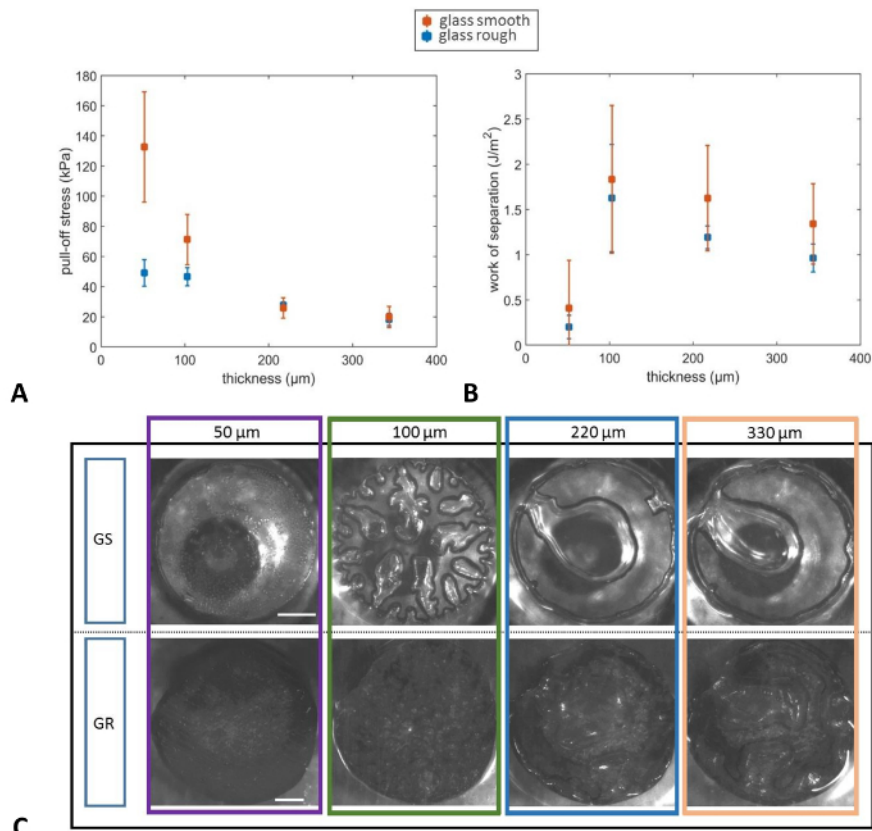 glass smooth
glass rough
180
160
140
120
100
80
60
40
20
0
pull-off stress (kPa)
0 100 200 300 400
thickness (µm)
A
3
2.5
2
1.5
1
0.5
0
work of separation (J/m²)
0 100 200 300 400
thickness (µm)
B
50 µm 100 µm 220 µm 330 µm
GS
GR
C